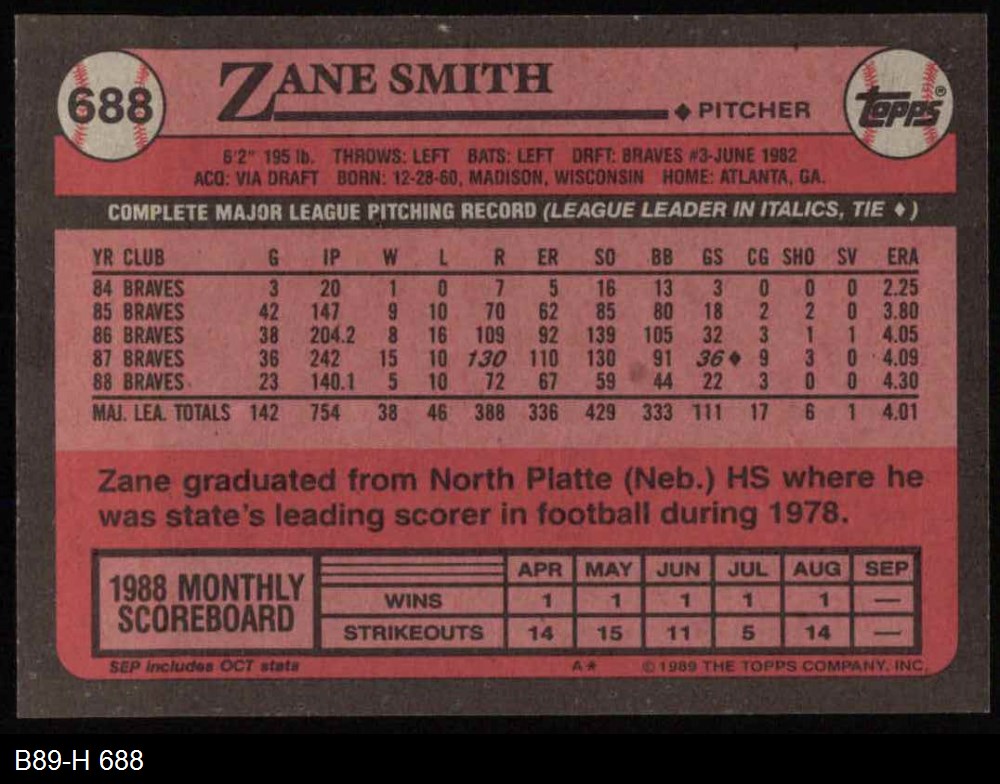 688
ZANE SMITH
♦ PITCHER
topps®
6'2" 195 lb. THROWS: LEFT BATS: LEFT DRFT: BRAVES #3-JUNE 1982
ACQ: VIA DRAFT BORN: 12-28-60, MADISON, WISCONSIN HOME: ATLANTA, GA.
COMPLETE MAJOR LEAGUE PITCHING RECORD (LEAGUE LEADER IN ITALICS, TIE ♦)
YR CLUB G IP W L R ER SO BB GS CG SHO SV ERA
84 BRAVES 3 20 1 0 7 5 16 13 3 0 0 0 2.25
85 BRAVES 42 147 9 10 70 62 85 80 18 2 2 0 3.80
86 BRAVES 38 204.2 8 16 109 92 139 105 32 3 1 1 4.05
87 BRAVES 36 242 15 10 130 110 130 91 36♦ 9 3 0 4.09
88 BRAVES 23 140.1 5 10 72 67 59 44 22 3 0 0 4.30
MAJ. LEA. TOTALS 142 754 38 46 388 336 429 333 111 17 6 1 4.01
Zane graduated from North Platte (Neb.) HS where he
was state's leading scorer in football during 1978.
1988 MONTHLY
SCOREBOARD
APR MAY JUN JUL AUG SEP
WINS 1 1 1 1 1 —
STRIKEOUTS 14 15 11 5 14 —
SEP includes OCT stats A* © 1989 THE TOPPS COMPANY, INC.
B89-H 688